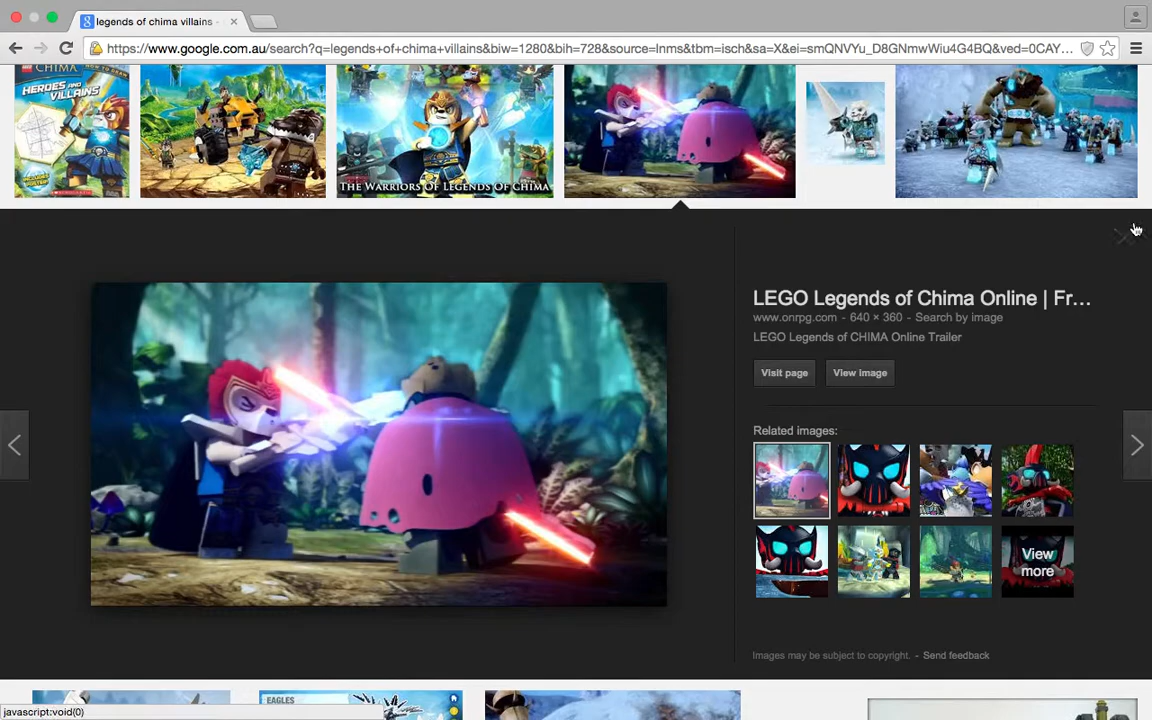 legends of chima villains -
https://www.google.com.au/search?q=legends+of+chima+villains&biw=1280&bih=728&source=lnms&tbm=isch&sa=X&ei=smQNVYu_D8GNmwWiu4G4BQ&ved=0CAY...
CHIMA
HEROES AND
VILLAINS
SCHOLASTIC
THE WARRIORS OF LEGENDS OF CHIMA
LEGO Legends of Chima Online | Fr...
www.onrpg.com - 640 × 360 - Search by image
LEGO Legends of CHIMA Online Trailer
Visit page
View image
Related images:
View
more
Images may be subject to copyright. - Send feedback
EAGLES
javascript:void(0)